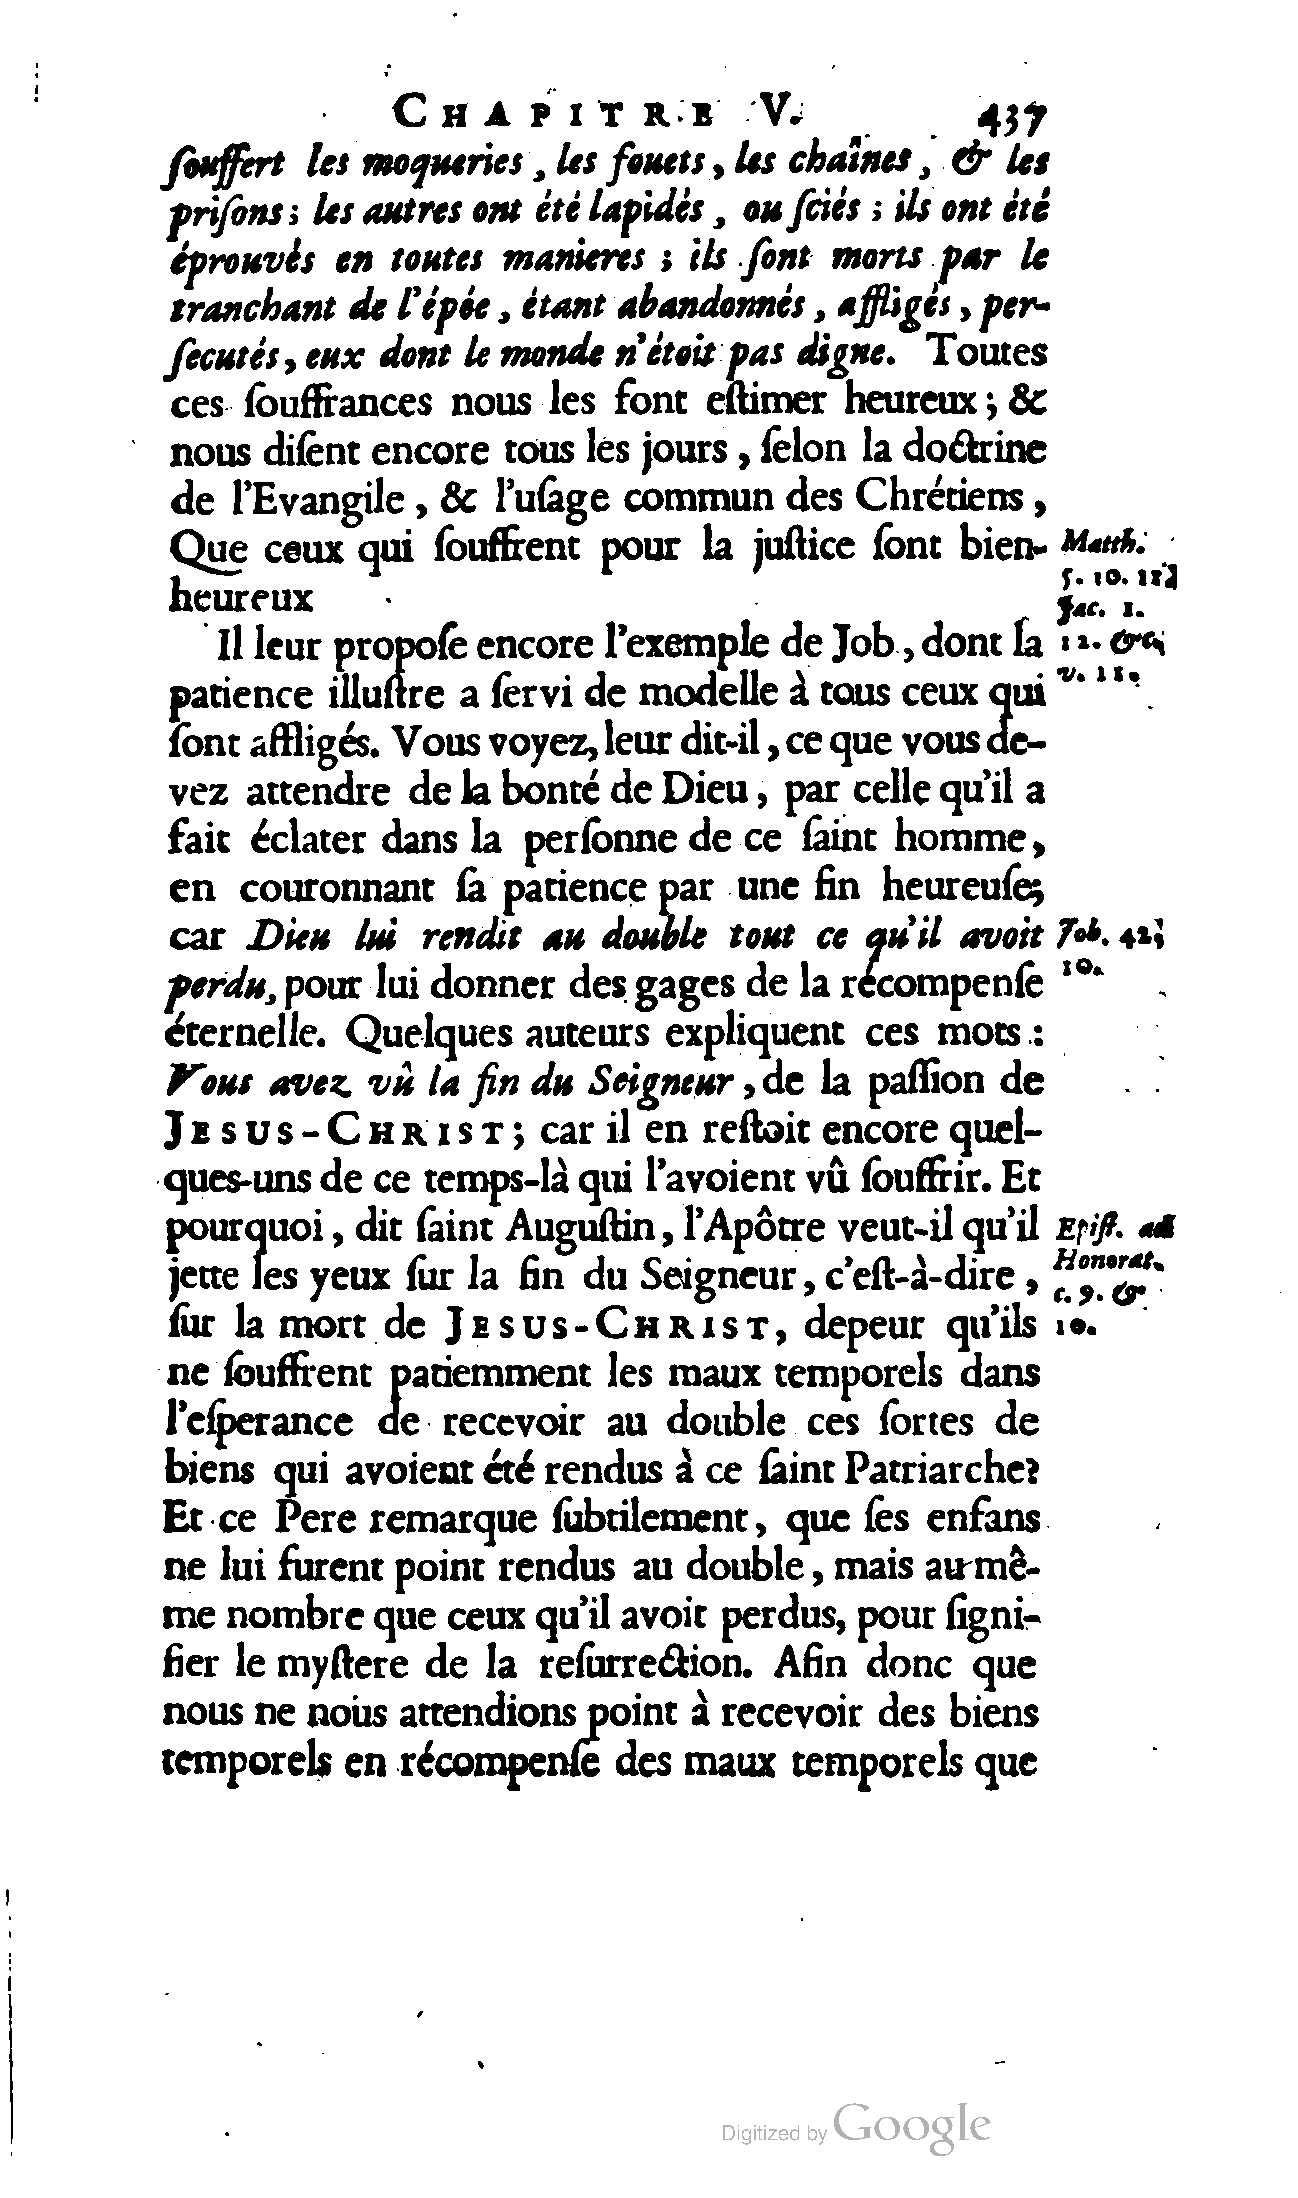 CHAPITRE V. 437
ſouffert les moqueries, les fouets, les chaînes, & les
priſons; les autres ont été lapidés, ou ſciés; ils ont été
éprouvés en toutes manieres; ils ſont morts par le
tranchant de l'épée, étant abandonnés, affligés, per-
ſecutés, eux dont le monde n'étoit pas digne. Toutes
ces ſouffrances nous les font eſtimer heureux; &
nous diſent encore tous les jours, ſelon la doctrine
de l'Evangile, & l'uſage commun des Chrétiens,
Que ceux qui ſouffrent pour la juſtice ſont bien-
heureux
Matth.
5. 10. 11.
Jac. 1.
12. &c.
v. 11.
Il leur propoſe encore l'exemple de Job, dont la
patience illuſtre a ſervi de modelle à tous ceux qui
ſont affligés. Vous voyez, leur dit-il, ce que vous de-
vez attendre de la bonté de Dieu, par celle qu'il a
fait éclater dans la perſonne de ce ſaint homme,
en couronnant ſa patience par une fin heureuſe;
car Dieu lui rendit au double tout ce qu'il avoit
perdu, pour lui donner des gages de la récompenſe
Job. 42.
10.
éternelle. Quelques auteurs expliquent ces mots:
Vous avez vû la fin du Seigneur, de la paſſion de
JESUS-CHRIST; car il en reſtoit encore quel-
ques-uns de ce temps-là qui l'avoient vû ſouffrir. Et
pourquoi, dit ſaint Auguſtin, l'Apôtre veut-il qu'il
jette les yeux ſur la fin du Seigneur, c'eſt-à-dire,
ſur la mort de JESUS-CHRIST, depeur qu'ils
Epiſt. ad
Honorat.
c. 9. &
10.
ne ſouffrent patiemment les maux temporels dans
l'eſperance de recevoir au double ces ſortes de
biens qui avoient été rendus à ce ſaint Patriarche?
Et ce Pere remarque ſubtilement, que ſes enfans
ne lui furent point rendus au double, mais au mê-
me nombre que ceux qu'il avoit perdus, pour ſigni-
fier le myſtere de la reſurrection. Afin donc que
nous ne nous attendions point à recevoir des biens
temporels en récompenſe des maux temporels que
Digitized by Google